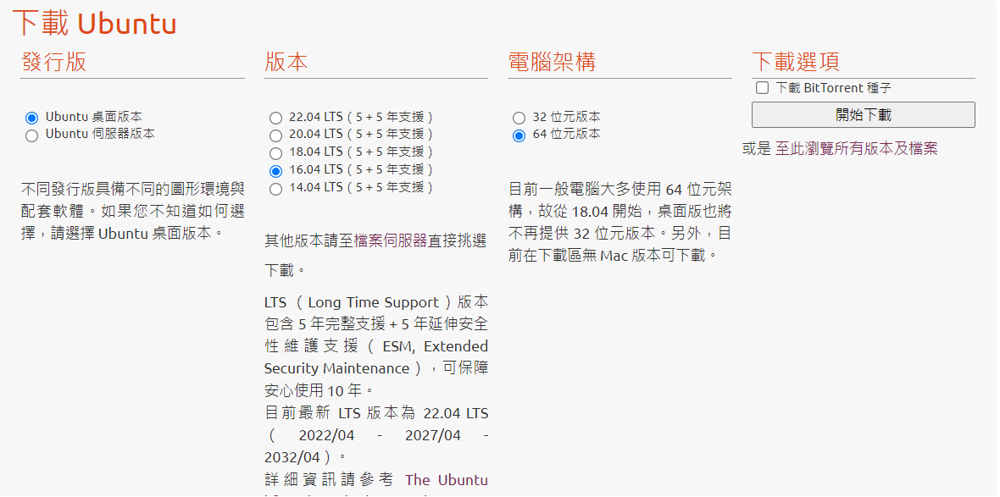 下載 Ubuntu
發行版
Ubuntu 桌面版本
Ubuntu 伺服器版本
不同發行版具備不同的圖形環境與
配套軟體。如果您不知道如何選
擇，請選擇 Ubuntu 桌面版本。
版本
22.04 LTS（5 + 5 年支援）
20.04 LTS（5 + 5 年支援）
18.04 LTS（5 + 5 年支援）
16.04 LTS（5 + 5 年支援）
14.04 LTS（5 + 5 年支援）
其他版本請至檔案伺服器直接挑選
下載。
LTS （Long Time Support）版本
包含 5 年完整支援 + 5 年延伸安全
性維護支援（ESM, Extended
Security Maintenance），可保障
安心使用 10 年。
目前最新 LTS 版本為 22.04 LTS
（ 2022/04 - 2027/04 -
2032/04）。
詳細資訊請參考 The Ubuntu
電腦架構
32 位元版本
64 位元版本
目前一般電腦大多使用 64 位元架
構，故從 18.04 開始，桌面版也將
不再提供 32 位元版本。另外，目
前在下載區無 Mac 版本可下載。
下載選項
下載 BitTorrent 種子
開始下載
或是 至此瀏覽所有版本及檔案